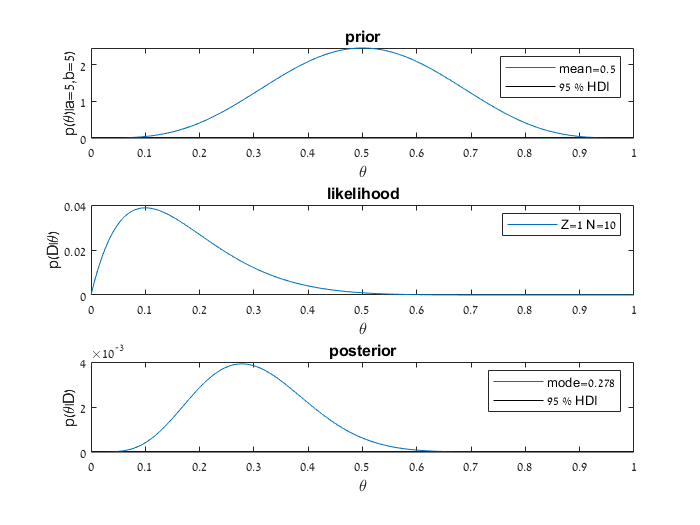 prior
p(θ|a=5,b=5)
2
1
0
mean=0.5
95 % HDI
0 0.1 0.2 0.3 0.4 0.5 0.6 0.7 0.8 0.9 1
θ
likelihood
p(D|θ)
0.04
0.02
0
Z=1 N=10
0 0.1 0.2 0.3 0.4 0.5 0.6 0.7 0.8 0.9 1
θ
posterior
×10⁻³
p(θ|D)
4
2
0
mode=0.278
95 % HDI
0 0.1 0.2 0.3 0.4 0.5 0.6 0.7 0.8 0.9 1
θ